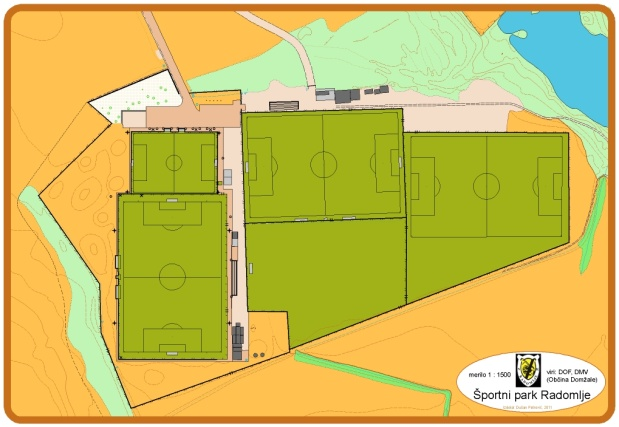 merilo 1 : 1500
viri: DOF, DMV
(Občina Domžale)
Športni park Radomlje